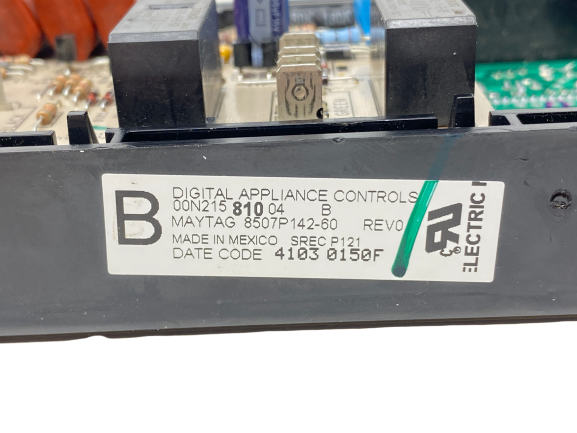 B
DIGITAL APPLIANCE CONTROLS
00N215 810 04 B
MAYTAG 8507P142-60 REV0
MADE IN MEXICO SREC P121
DATE CODE 4103 0150F
ELECTRIC